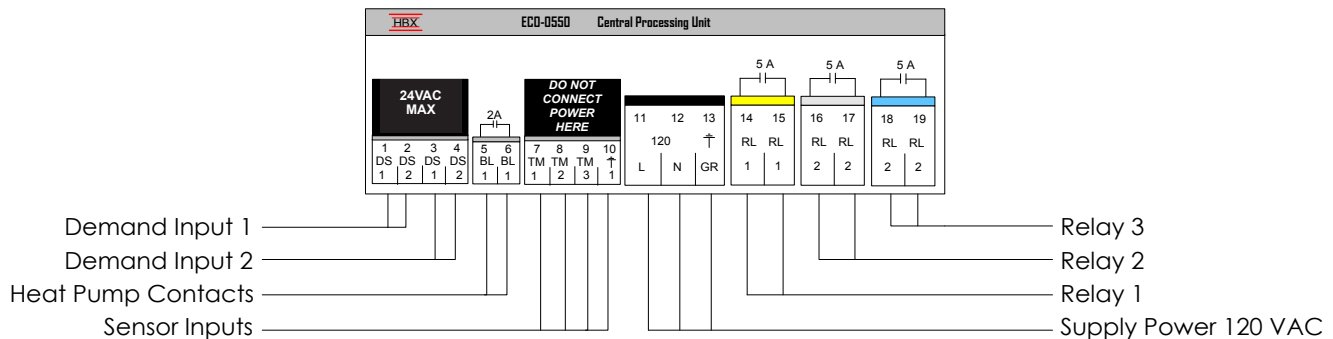 HBX ECO-0550 Central Processing Unit
5 A 5 A 5 A
24VAC
MAX
2A
DO NOT
CONNECT
POWER
HERE
1 2 3 4 5 6 7 8 9 10 11 12 13 14 15 16 17 18 19
DS DS DS DS BL BL TM TM TM 120 RL RL RL RL RL RL
1 2 1 2 1 1 1 2 3 1 L N GR 1 1 2 2 2 2
Demand Input 1
Demand Input 2
Heat Pump Contacts
Sensor Inputs
Relay 3
Relay 2
Relay 1
Supply Power 120 VAC